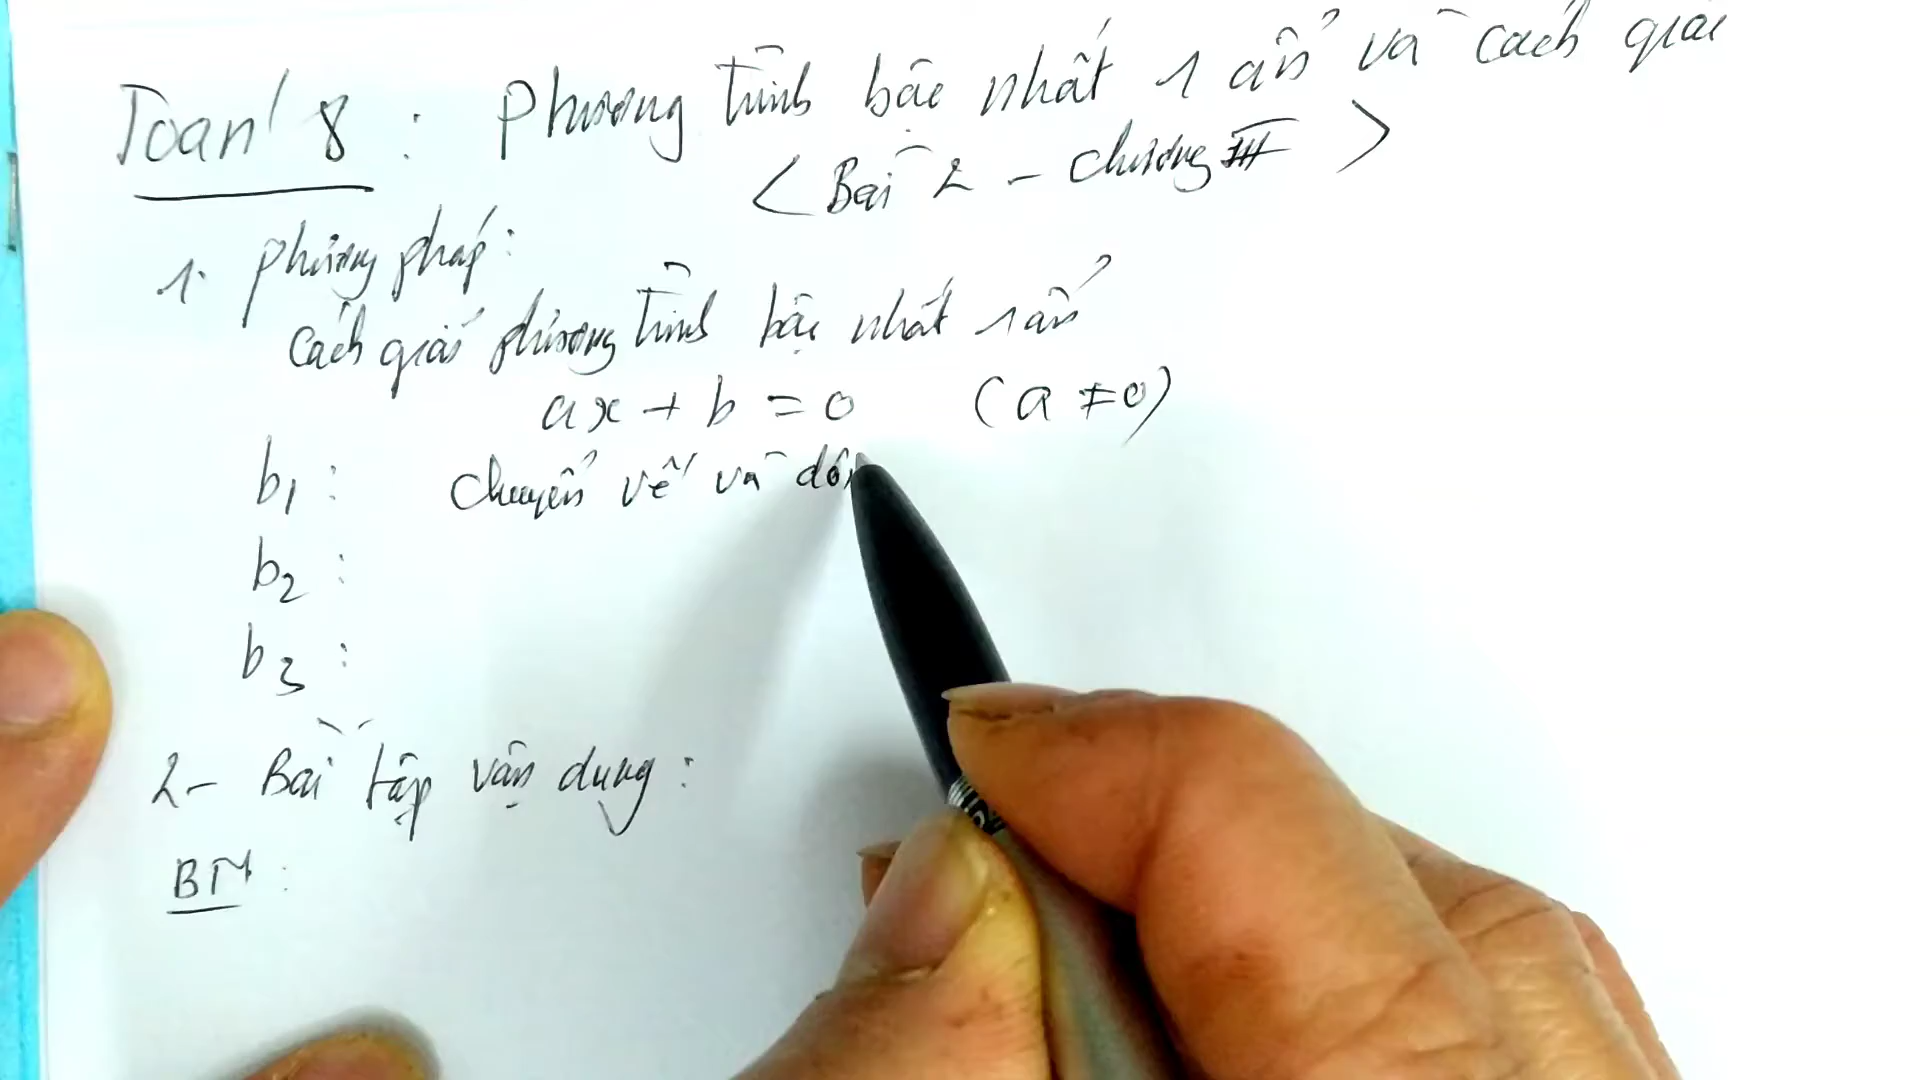 Toán 8 : Phương trình bậc nhất 1 ẩn và cách giải
< Bài 2 - Chương III >
1. Phương pháp:
Cách giải phương trình bậc nhất 1 ẩn
ax + b = 0 (a ≠ 0)
b1 : Chuyển vế và đổ
b2 :
b3 :
2- Bài tập vận dụng :